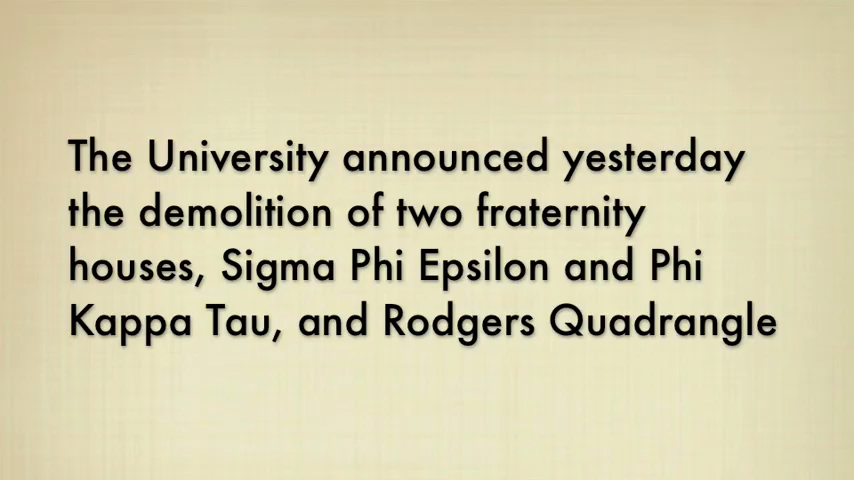 The University announced yesterday
the demolition of two fraternity
houses, Sigma Phi Epsilon and Phi
Kappa Tau, and Rodgers Quadrangle